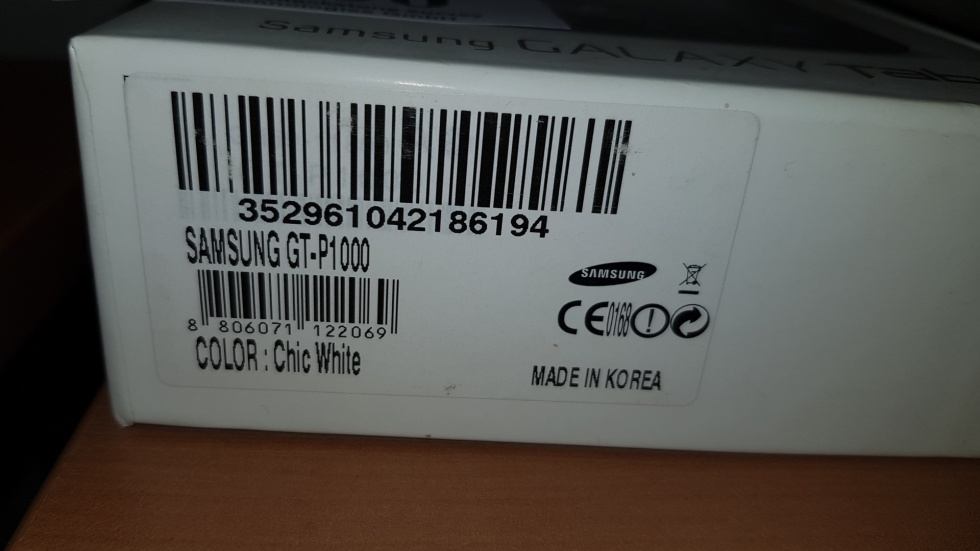 Samsung GALAXY Tab
352961042186194
SAMSUNG GT-P1000
8 806071 122069
COLOR : Chic White
SAMSUNG
CE0168
MADE IN KOREA